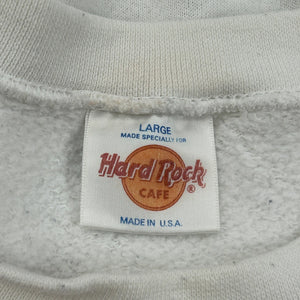 LARGE
MADE SPECIALLY FOR
Hard Rock
CAFE ®
MADE IN U.S.A.